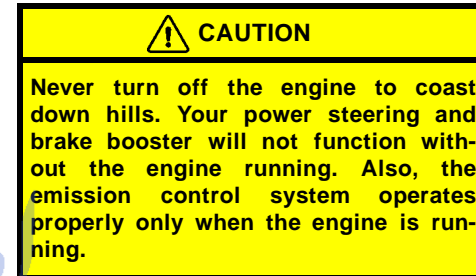 CAUTION
Never turn off the engine to coast
down hills. Your power steering and
brake booster will not function with-
out the engine running. Also, the
emission control system operates
properly only when the engine is run-
ning.